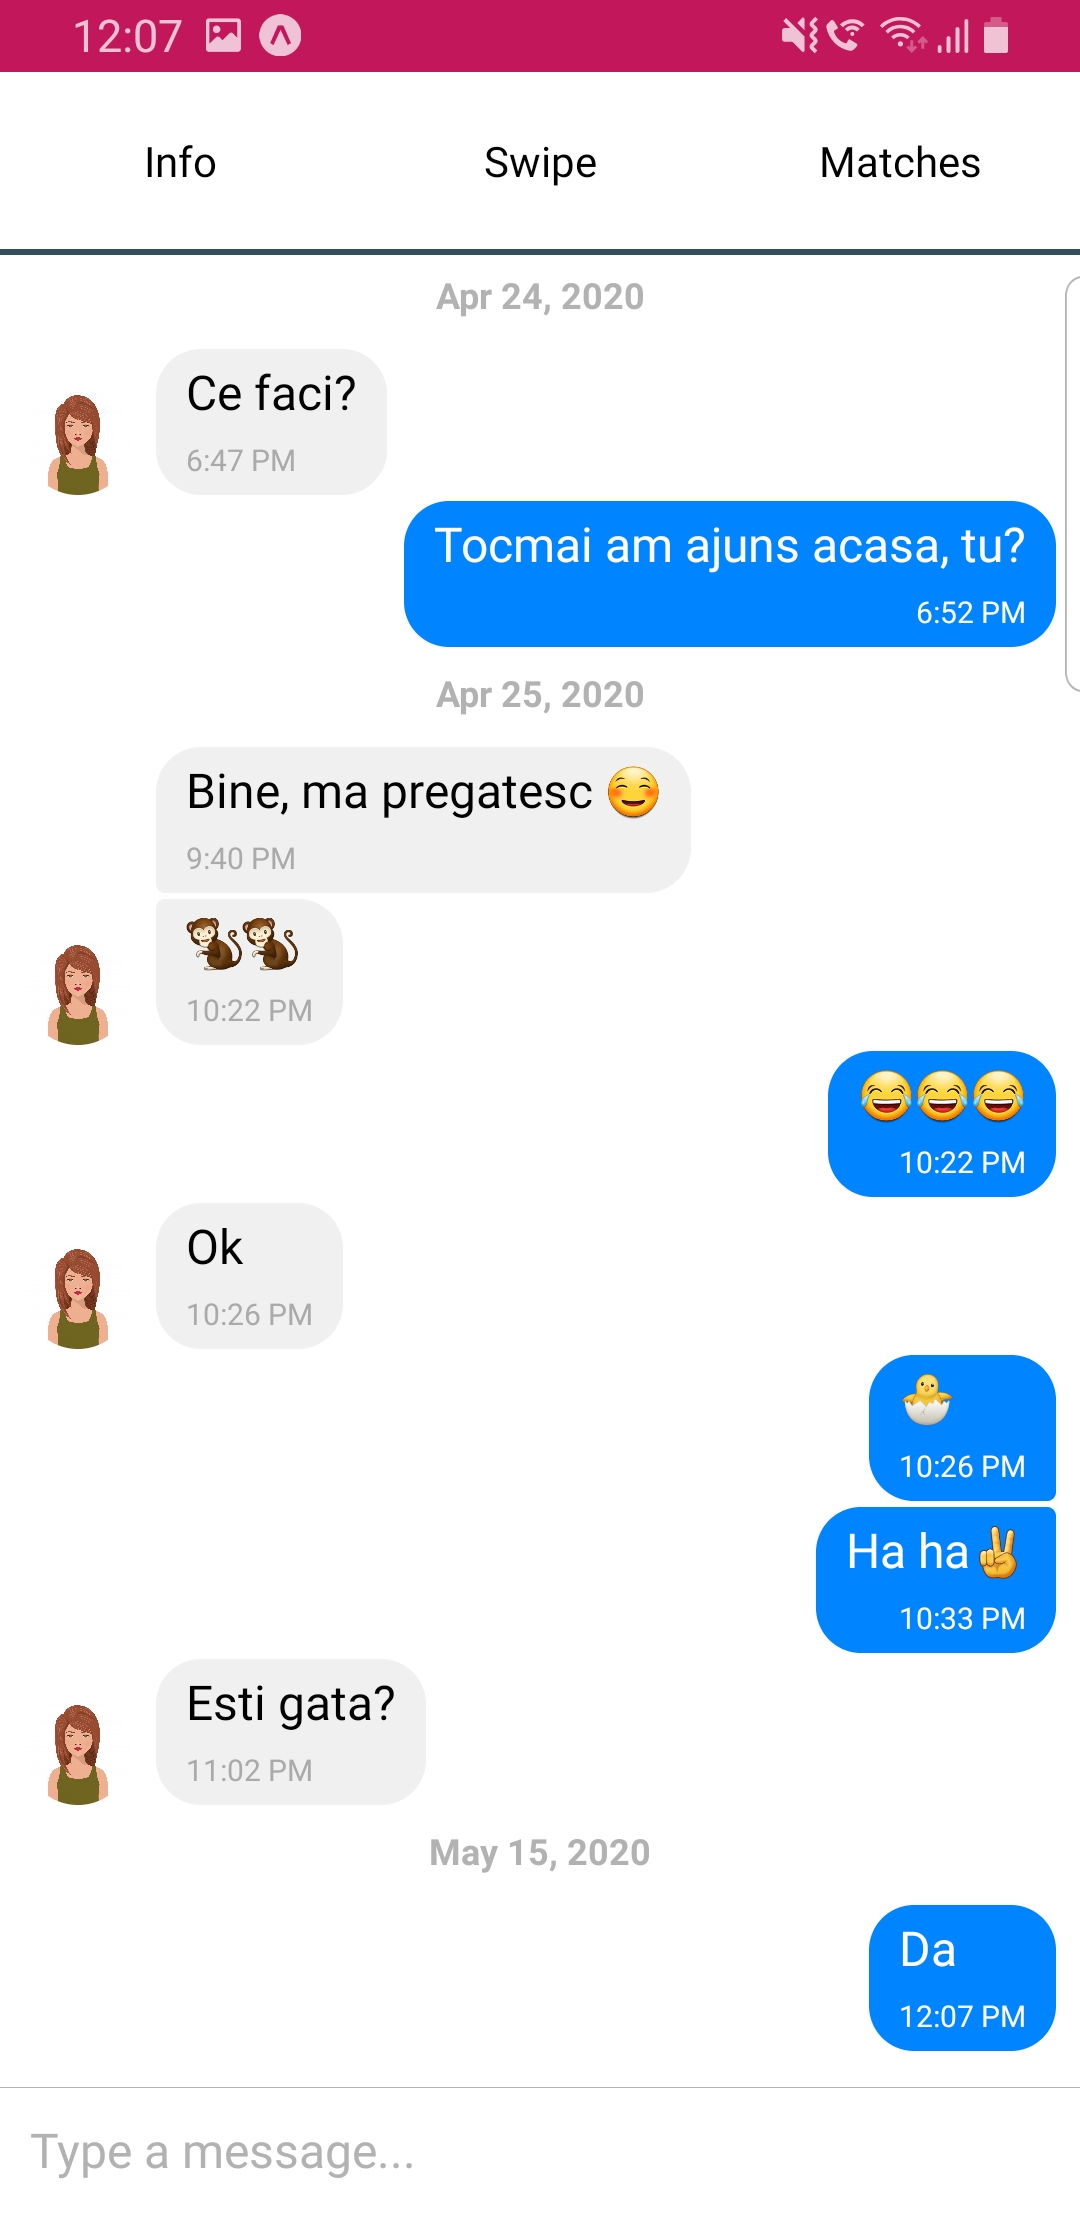 12:07
Info Swipe Matches
Apr 24, 2020
Ce faci?
6:47 PM
Tocmai am ajuns acasa, tu?
6:52 PM
Apr 25, 2020
Bine, ma pregatesc 😊
9:40 PM
🐒🐒
10:22 PM
😂😂😂
10:22 PM
Ok
10:26 PM
🐣
10:26 PM
Ha ha✌
10:33 PM
Esti gata?
11:02 PM
May 15, 2020
Da
12:07 PM
Type a message...